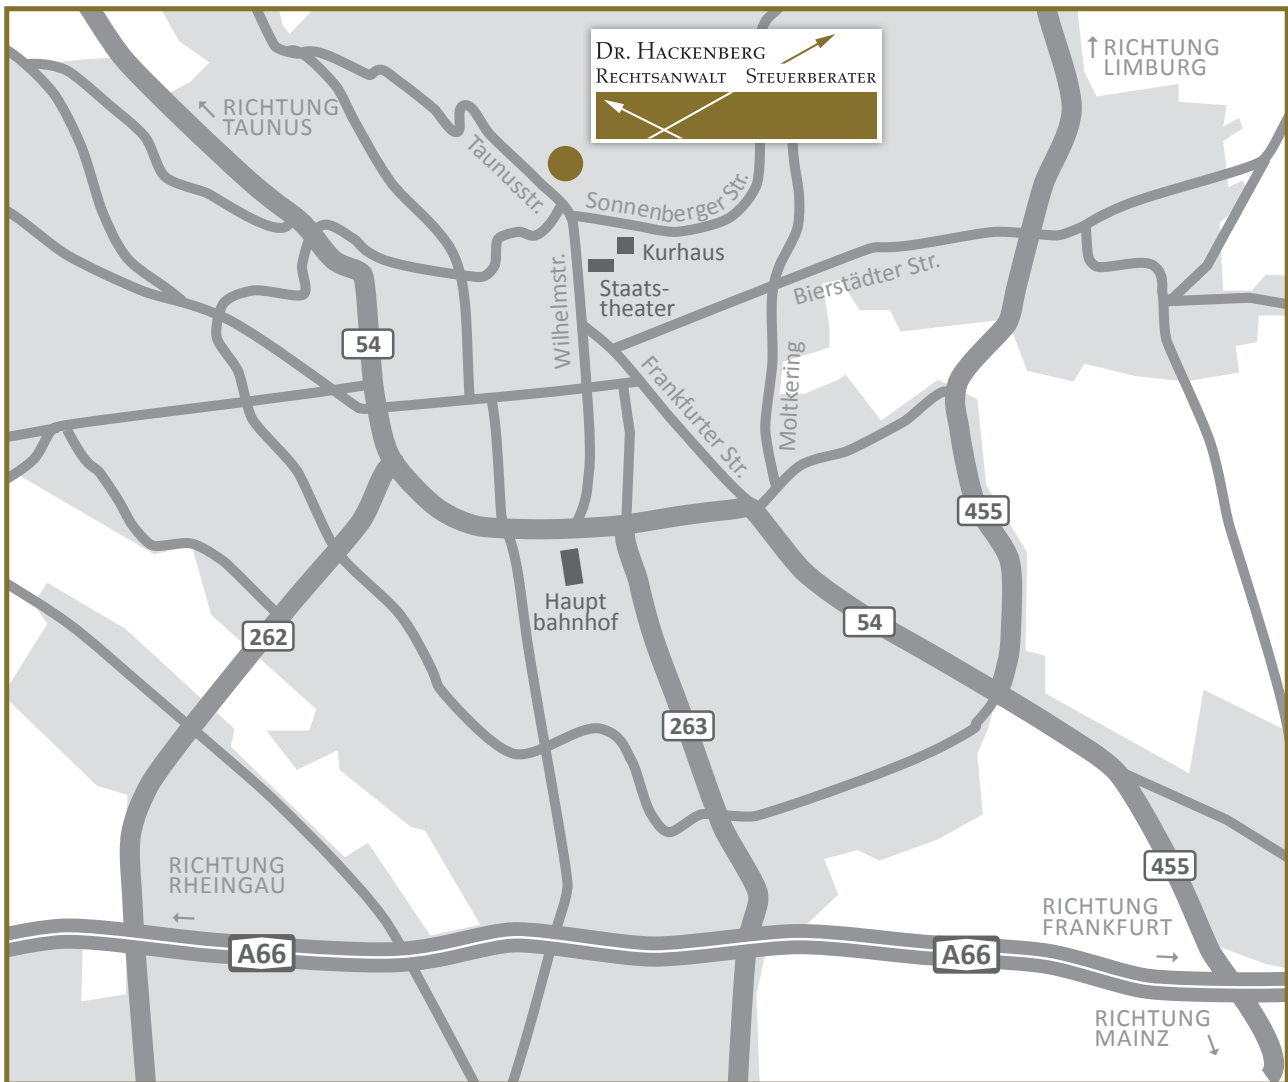 DR. HACKENBERG
RECHTSANWALT STEUERBERATER
RICHTUNG
LIMBURG
RICHTUNG
TAUNUS
Taunusstr.
Sonnenberger Str.
Kurhaus
Staats-
theater
Wilhelmstr.
Bierstädter Str.
54
Frankfurter Str.
Moltkering
455
Haupt
bahnhof
262
54
263
RICHTUNG
RHEINGAU
455
RICHTUNG
FRANKFURT
A66
A66
RICHTUNG
MAINZ